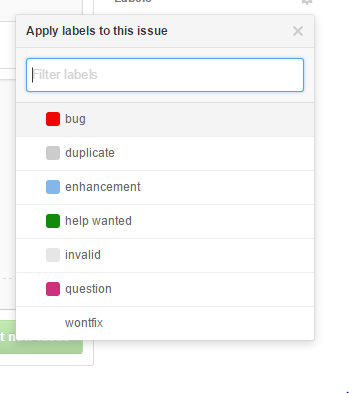 Apply labels to this issue
Filter labels
bug
duplicate
enhancement
help wanted
invalid
question
wontfix